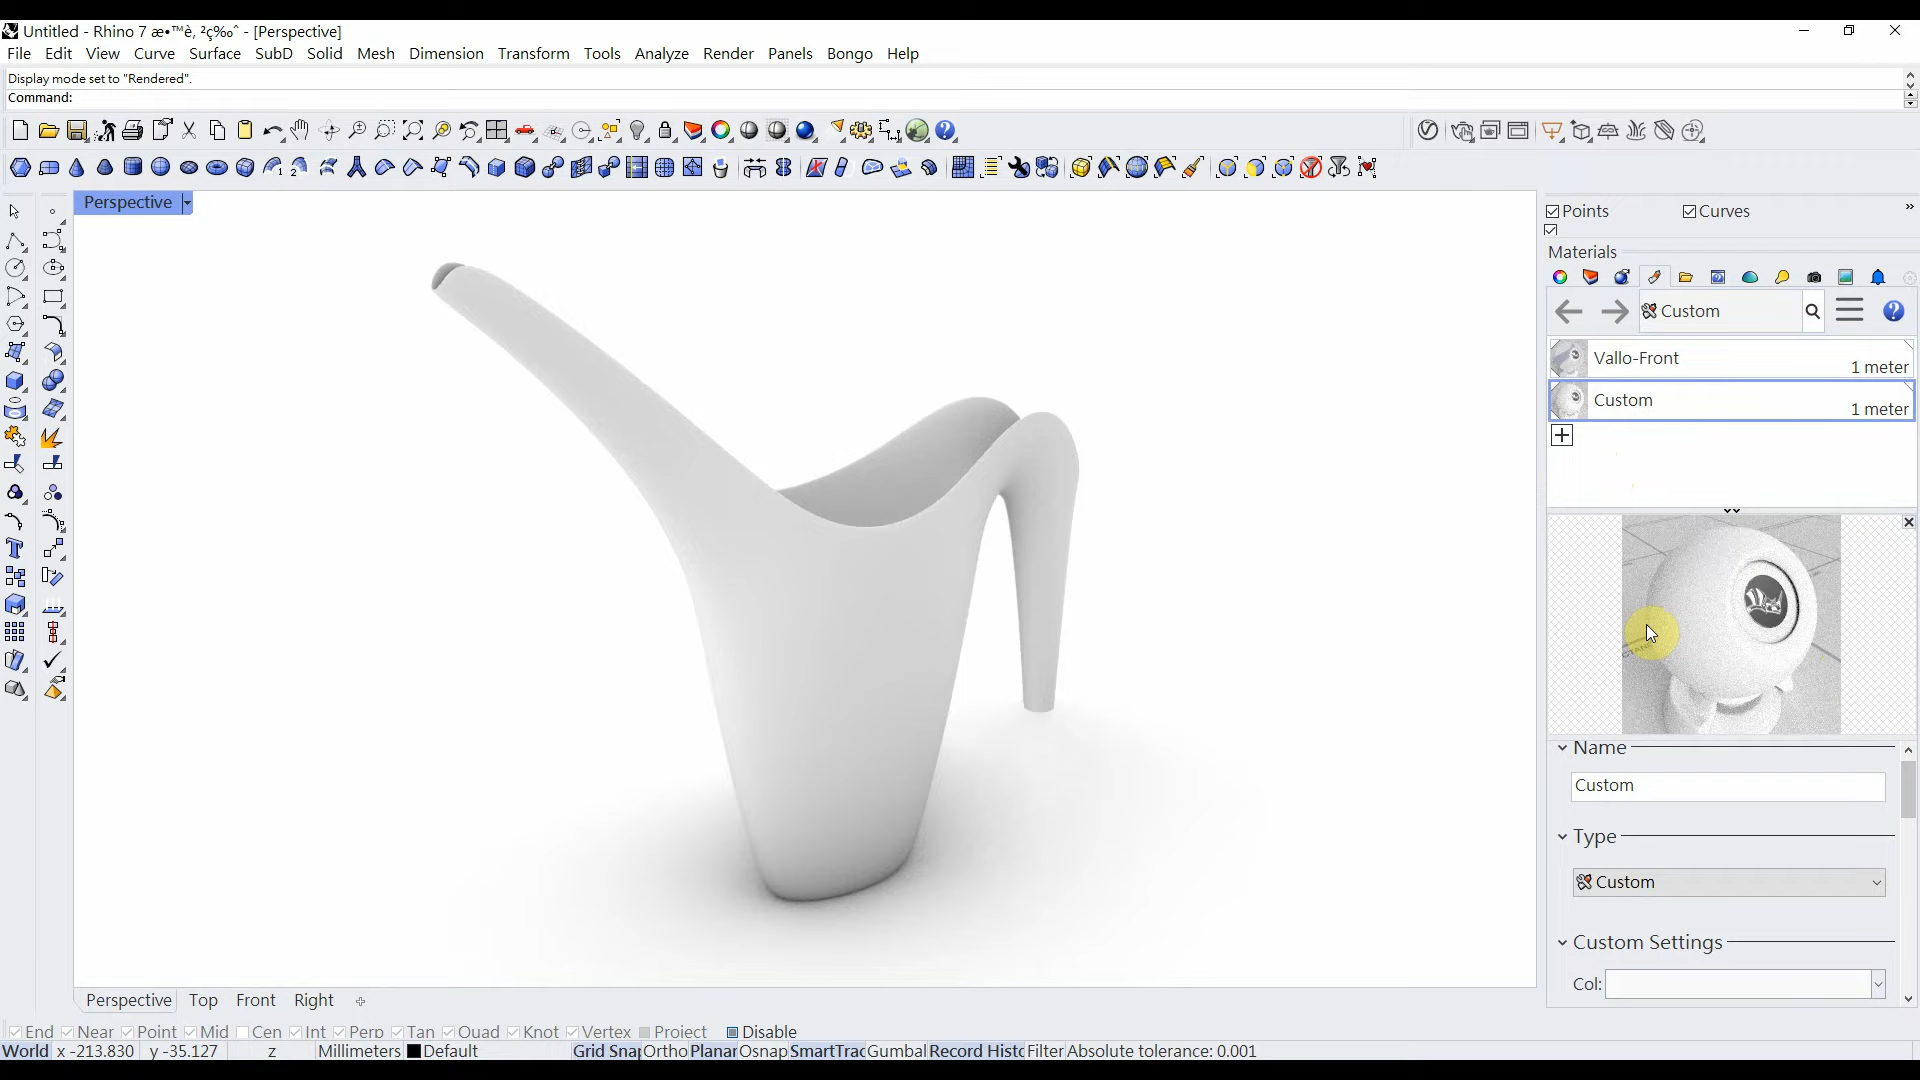 Untitled - Rhino 7 æ•™è‚²ç‰ˆ - [Perspective]
File Edit View Curve Surface SubD Solid Mesh Dimension Transform Tools Analyze Render Panels Bongo Help
Display mode set to "Rendered".
Command:
Perspective
Points Curves
Materials
Custom
Vallo-Front
1 meter
Custom
1 meter
Name
Custom
Type
Custom
Custom Settings
Col:
Perspective Top Front Right
End Near Point Mid Cen Int Perp Tan Quad Knot Vertex Project Disable
World x -213.830 y -35.127 z Millimeters Default Grid Snap Ortho Planar Osnap SmartTrac Gumbal Record Histo Filter Absolute tolerance: 0.001